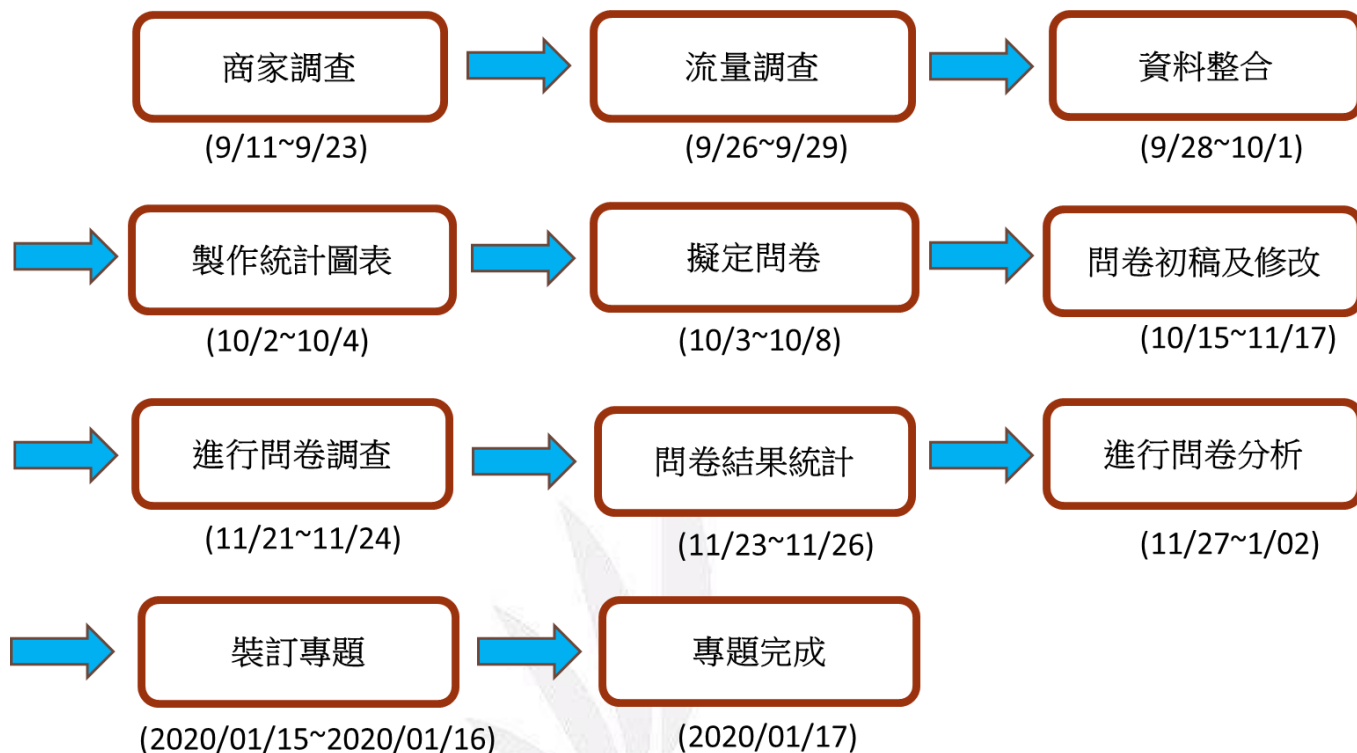 商家調查
(9/11~9/23)
流量調查
(9/26~9/29)
資料整合
(9/28~10/1)
製作統計圖表
(10/2~10/4)
擬定問卷
(10/3~10/8)
問卷初稿及修改
(10/15~11/17)
進行問卷調查
(11/21~11/24)
問卷結果統計
(11/23~11/26)
進行問卷分析
(11/27~1/02)
裝訂專題
(2020/01/15~2020/01/16)
專題完成
(2020/01/17)